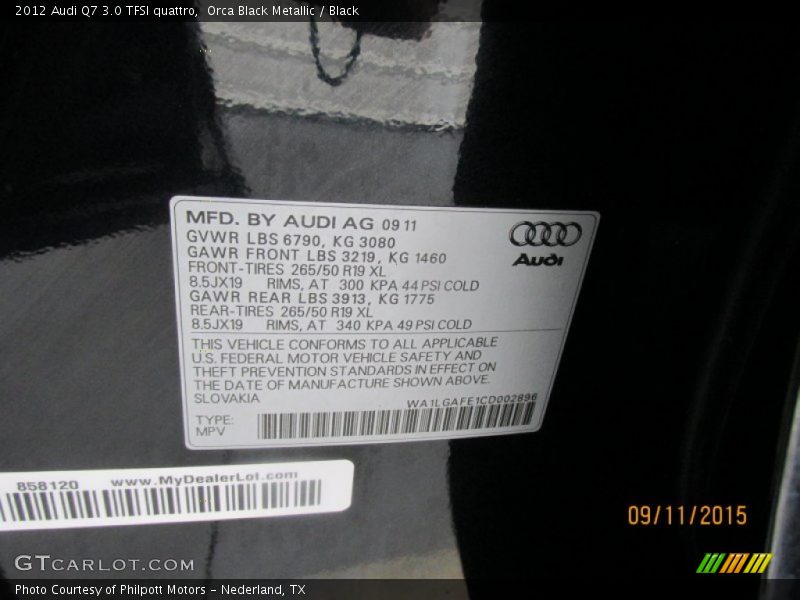 2012 Audi Q7 3.0 TFSI quattro,  Orca Black Metallic / Black
MFD. BY AUDI AG 09 11
GVWR LBS 6790, KG 3080
GAWR FRONT LBS 3219, KG 1460
FRONT-TIRES 265/50 R19 XL
8.5JX19 RIMS, AT 300 KPA 44 PSI COLD
GAWR REAR LBS 3913, KG 1775
REAR-TIRES 265/50 R19 XL
8.5JX19 RIMS, AT 340 KPA 49 PSI COLD
Audi
THIS VEHICLE CONFORMS TO ALL APPLICABLE
U.S. FEDERAL MOTOR VEHICLE SAFETY AND
THEFT PREVENTION STANDARDS IN EFFECT ON
THE DATE OF MANUFACTURE SHOWN ABOVE.
SLOVAKIA WA1LGAFE1CD002896
TYPE:
MPV
858120 www.MyDealerLot.com
09/11/2015
GTCARLOT.COM
Photo Courtesy of Philpott Motors - Nederland, TX